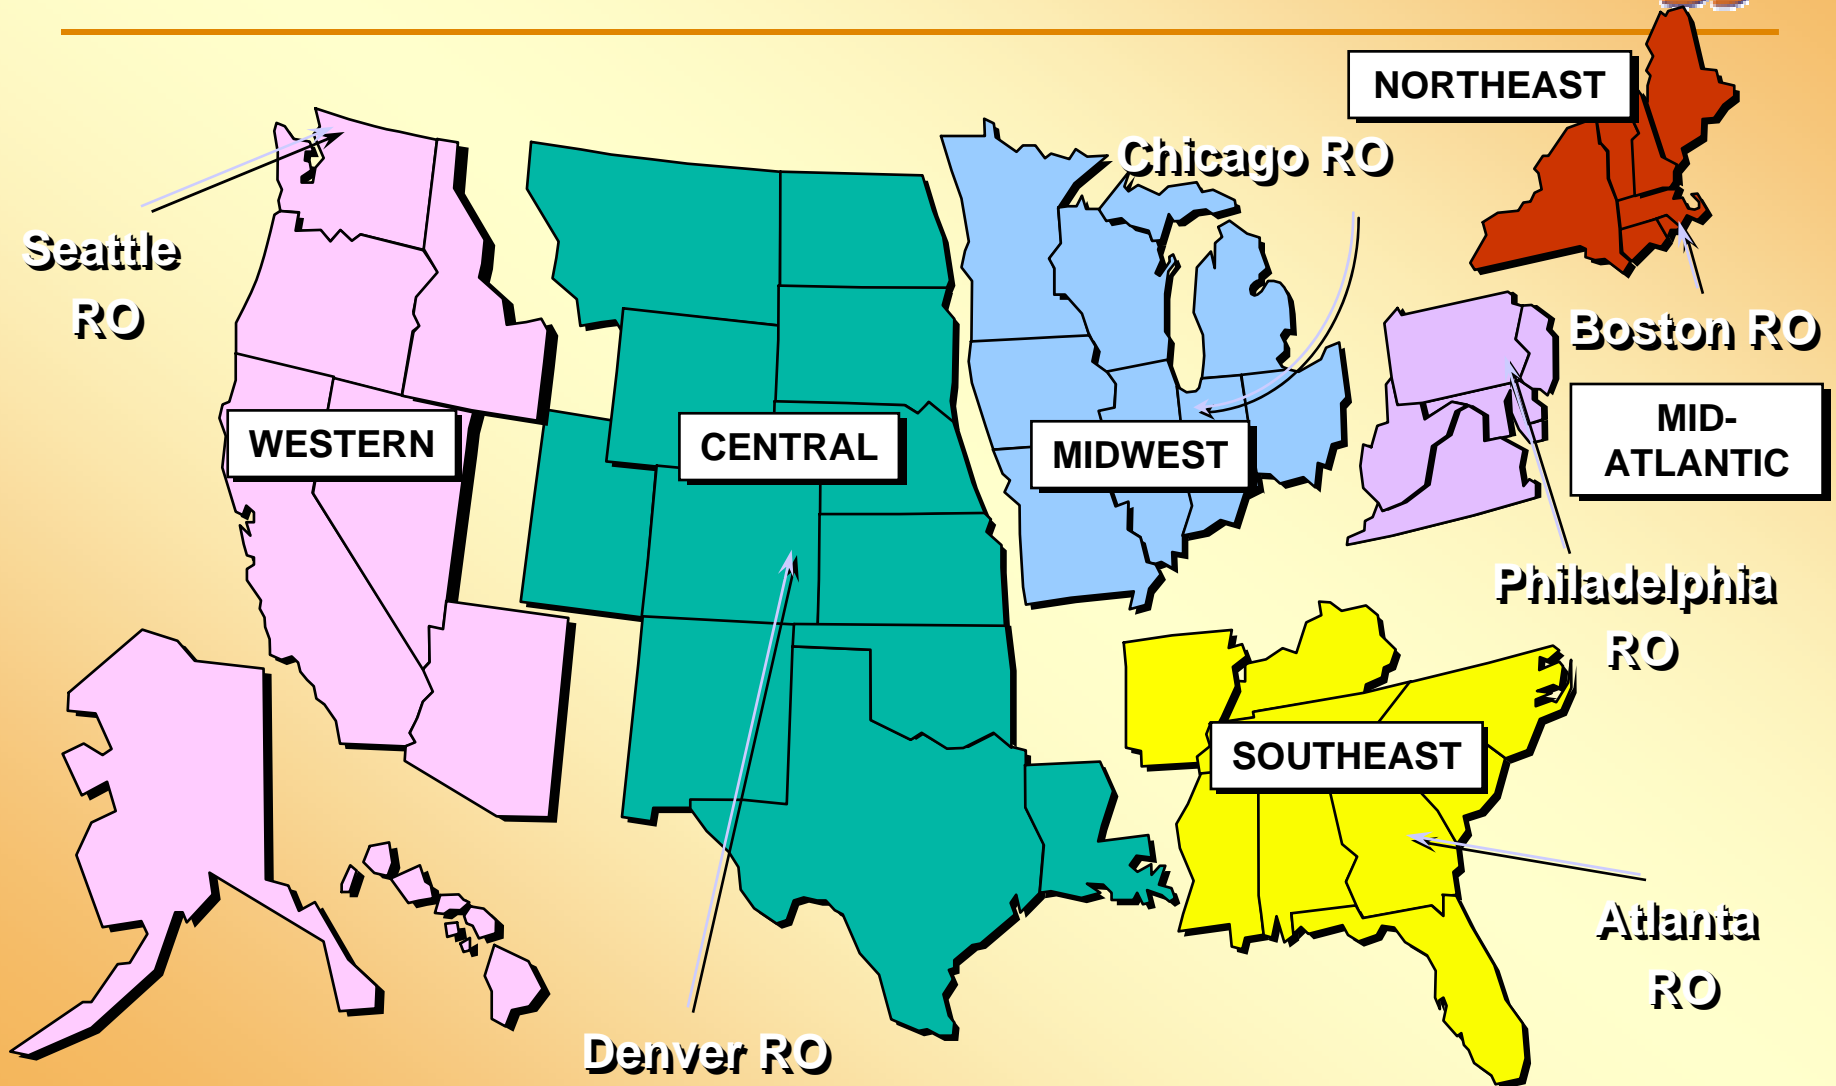 NORTHEAST
Chicago RO
Seattle
RO
Boston RO
WESTERN
CENTRAL
MIDWEST
MID-
ATLANTIC
Philadelphia
RO
SOUTHEAST
Atlanta
RO
Denver RO